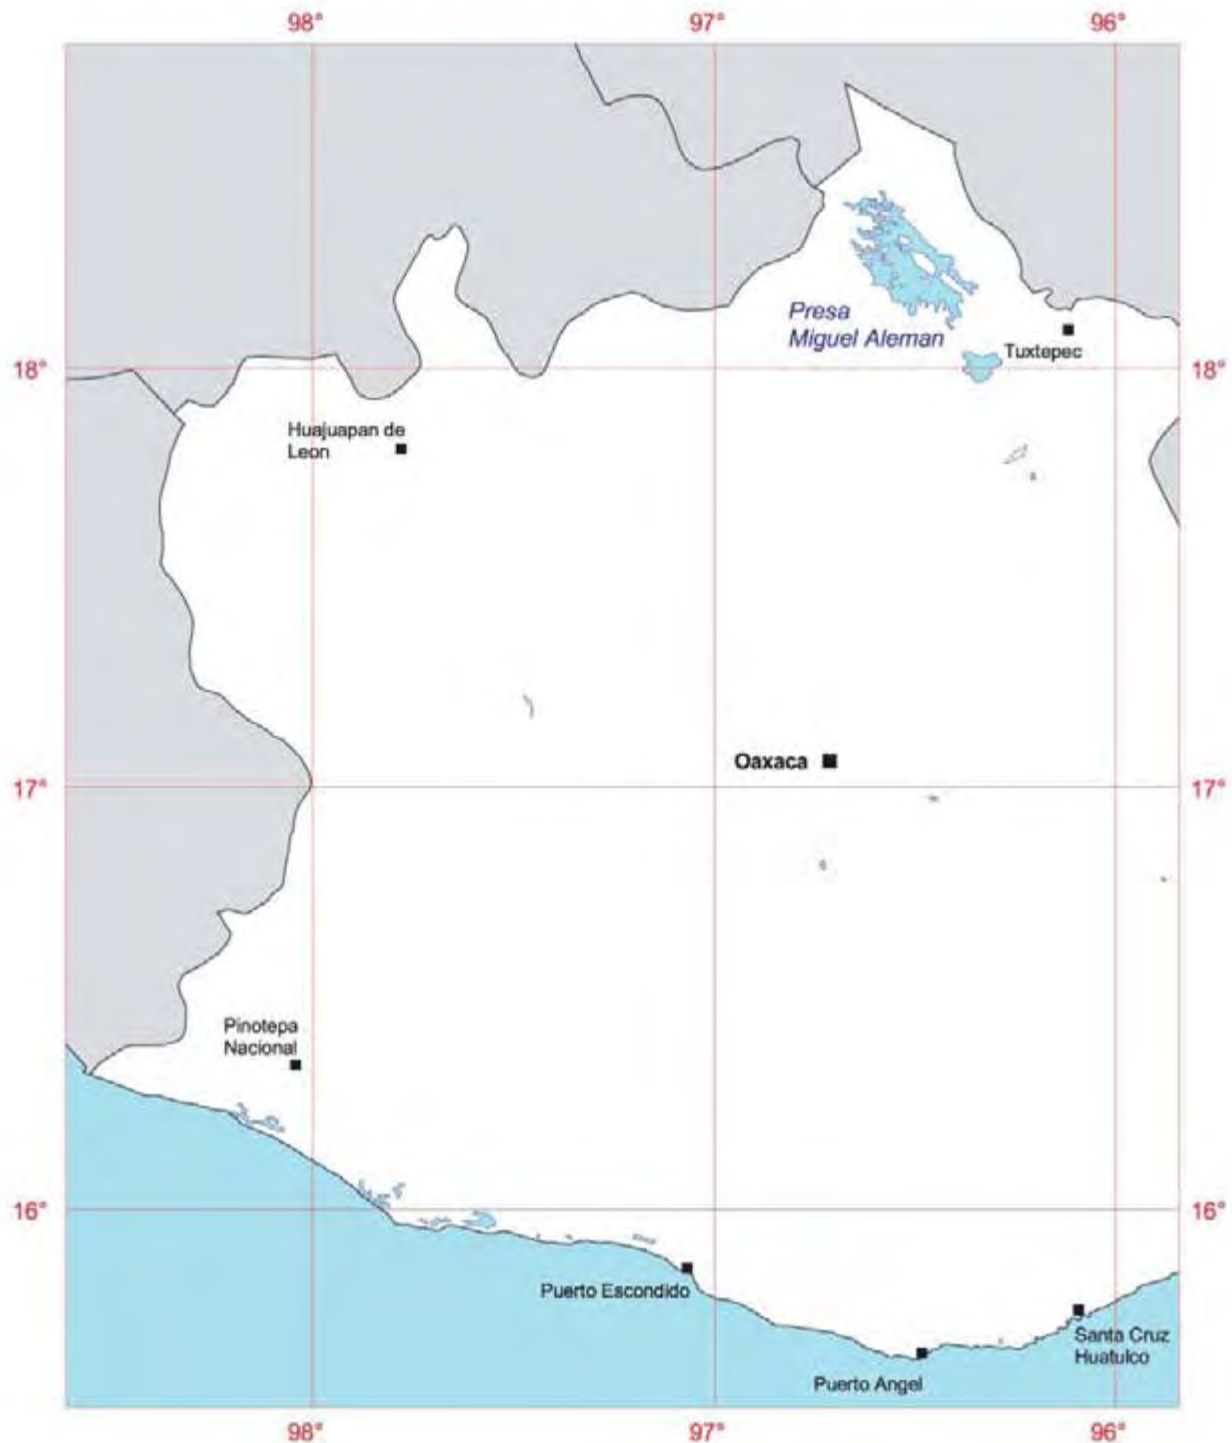 98° 97° 96°
Presa
Miguel Aleman
Tuxtepec
18° 18°
Huajuapan de
Leon
Oaxaca
17° 17°
Pinotepa
Nacional
16° 16°
Puerto Escondido
Santa Cruz
Huatulco
Puerto Angel
98° 97° 96°